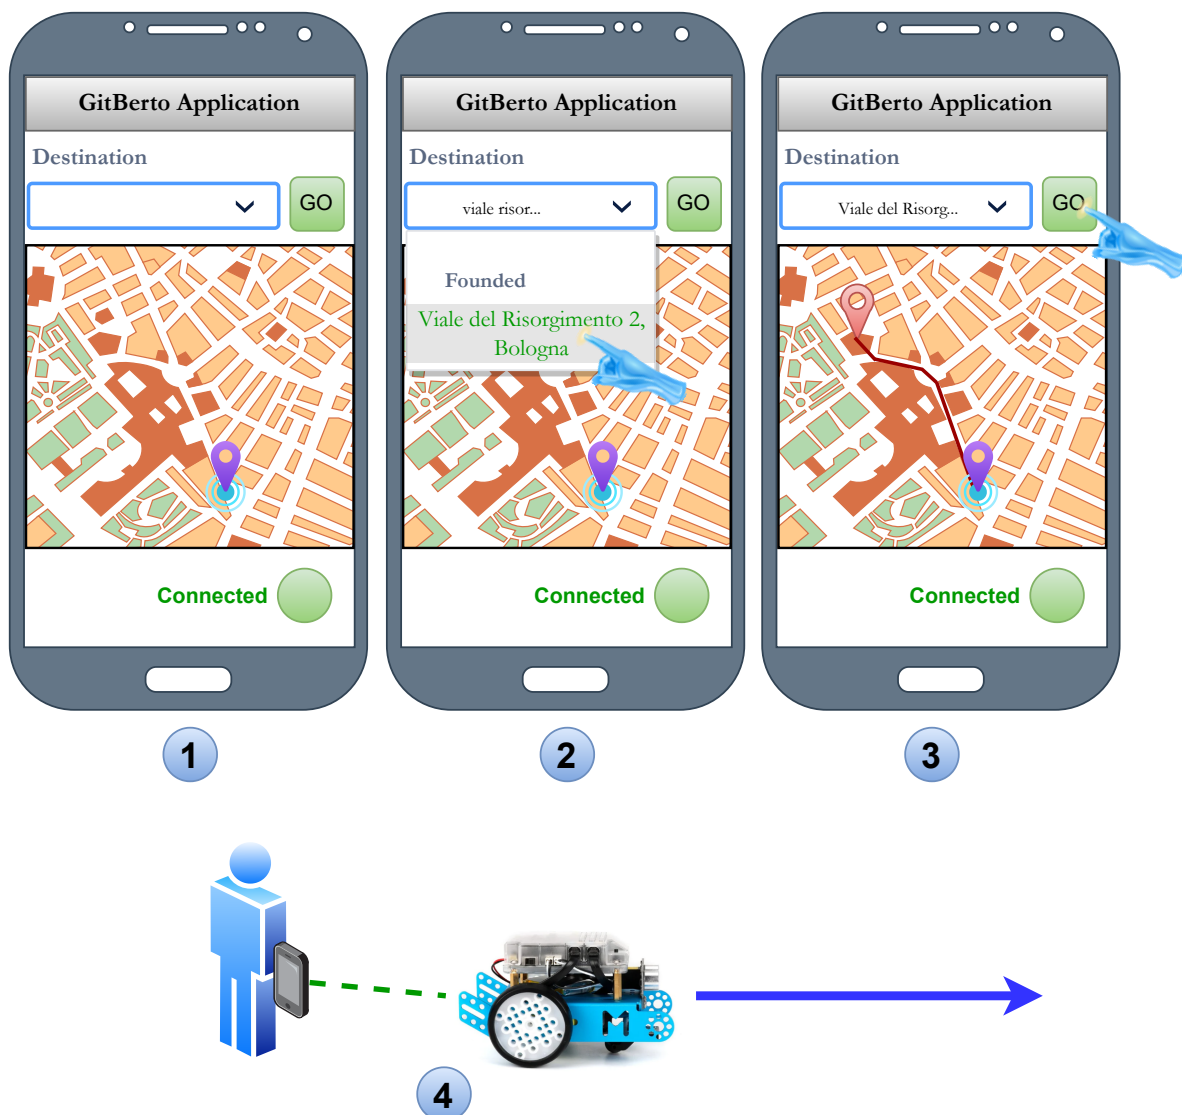 GitBerto Application
Destination
GO
Connected
1
GitBerto Application
Destination
viale risor...
GO
Founded
Viale del Risorgimento 2,
Bologna
Connected
2
GitBerto Application
Destination
Viale del Risorg...
GO
Connected
3
M
4